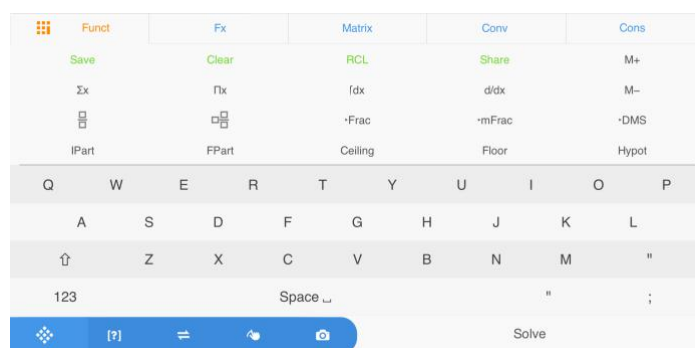 Funct Fx Matrix Conv Cons
Save Clear RCL Share M+
Σx Πx ∫dx d/dx M−
‣Frac ‣mFrac ‣DMS
IPart FPart Ceiling Floor Hypot
Q W E R T Y U I O P
A S D F G H J K L
Z X C V B N M "
123 Space " ;
[?] Solve